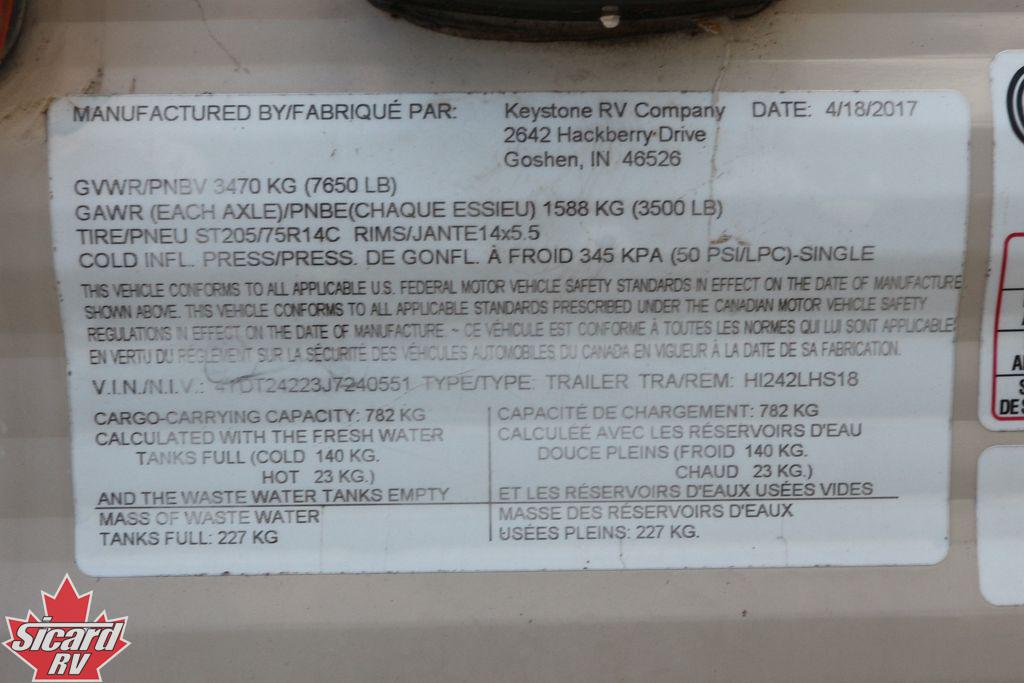 MANUFACTURED BY/FABRIQUÉ PAR: Keystone RV Company DATE: 4/18/2017
2642 Hackberry Drive
Goshen, IN 46526
GVWR/PNBV 3470 KG (7650 LB)
GAWR (EACH AXLE)/PNBE(CHAQUE ESSIEU) 1588 KG (3500 LB)
TIRE/PNEU ST205/75R14C RIMS/JANTE14x5.5
COLD INFL. PRESS/PRESS. DE GONFL. À FROID 345 KPA (50 PSI/LPC)-SINGLE
THIS VEHICLE CONFORMS TO ALL APPLICABLE U.S. FEDERAL MOTOR VEHICLE SAFETY STANDARDS IN EFFECT ON THE DATE OF MANUFACTURE
SHOWN ABOVE. THIS VEHICLE CONFORMS TO ALL APPLICABLE STANDARDS PRESCRIBED UNDER THE CANADIAN MOTOR VEHICLE SAFETY
REGULATIONS IN EFFECT ON THE DATE OF MANUFACTURE ~ CE VÉHICULE EST CONFORME À TOUTES LES NORMES QUI LUI SONT APPLICABLES
EN VERTU DU RÉGLEMENT SUR LA SÉCURITÉ DES VÉHICULES AUTOMOBILES DU CANADA EN VIGUEUR À LA DATE DE SA FABRICATION.
V.I.N./N.I.V.: 4YDT24223J7240551 TYPE/TYPE: TRAILER TRA/REM: HI242LHS18
CARGO-CARRYING CAPACITY: 782 KG
CALCULATED WITH THE FRESH WATER
TANKS FULL (COLD 140 KG.
HOT 23 KG.)
AND THE WASTE WATER TANKS EMPTY
MASS OF WASTE WATER
TANKS FULL: 227 KG
CAPACITÉ DE CHARGEMENT: 782 KG
CALCULÉE AVEC LES RÉSERVOIRS D'EAU
DOUCE PLEINS (FROID 140 KG.
CHAUD 23 KG.)
ET LES RÉSERVOIRS D'EAUX USÉES VIDES
MASSE DES RÉSERVOIRS D'EAUX
USÉES PLEINS: 227 KG.
Sicard
RV